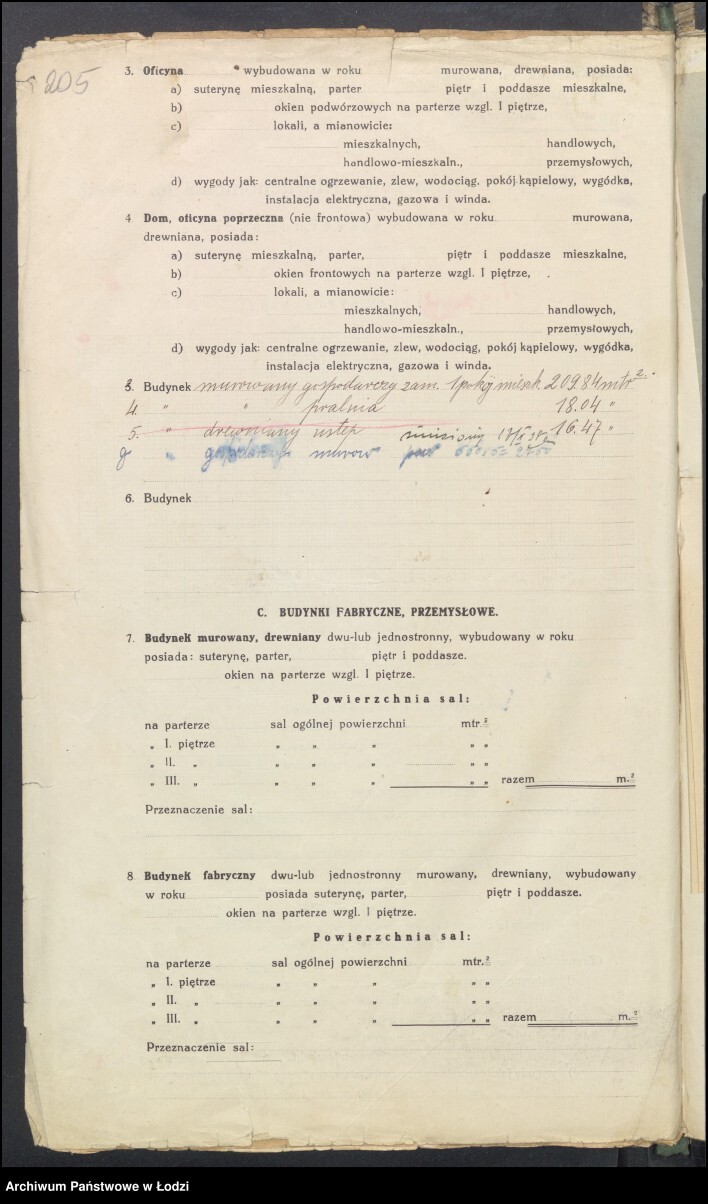 205
3. Oficyna wybudowana w roku murowana, drewniana, posiada:
a) suterynę mieszkalną, parter piętr i poddasze mieszkalne,
b) okien podwórzowych na parterze wzgl. I piętrze,
c) lokali, a mianowicie:
mieszkalnych, handlowych,
handlowo-mieszkaln., przemysłowych,
d) wygody jak: centralne ogrzewanie, zlew, wodociąg, pokój kąpielowy, wygódka,
instalacja elektryczna, gazowa i winda.
4. Dom, oficyna poprzeczna (nie frontowa) wybudowana w roku murowana,
drewniana, posiada:
a) suterynę mieszkalną, parter, piętr i poddasze mieszkalne,
b) okien frontowych na parterze wzgl. I piętrze,
c) lokali, a mianowicie:
mieszkalnych, handlowych,
handlowo-mieszkaln., przemysłowych,
d) wygody jak: centralne ogrzewanie, zlew, wodociąg, pokój kąpielowy, wygódka,
instalacja elektryczna, gazowa i winda.
Budynek murowany gospodarczy zam. 1 pokój mieszk. 209.84 mtr 2.
4. " " pralnia 18.04 "
5. " drewniany ustęp 16.47 "
" murow
6. Budynek
C. BUDYNKI FABRYCZNE, PRZEMYSŁOWE.
7. Budynek murowany, drewniany dwu-lub jednostronny, wybudowany w roku
posiada: suterynę, parter, piętr i poddasze.
okien na parterze wzgl. I piętrze.
Powierzchnia sal:
na parterze sal ogólnej powierzchni mtr.2
" I. piętrze " " " " "
" II. " " " " " "
" III. " " " " " " razem m.2
Przeznaczenie sal:
8. Budynek fabryczny dwu-lub jednostronny murowany, drewniany, wybudowany
w roku posiada suterynę, parter, piętr i poddasze.
okien na parterze wzgl. I piętrze.
Powierzchnia sal:
na parterze sal ogólnej powierzchni mtr.2
" I. piętrze " " " " "
" II. " " " " " "
" III. " " " " " " razem m.2
Przeznaczenie sal:
Archiwum Państwowe w Łodzi